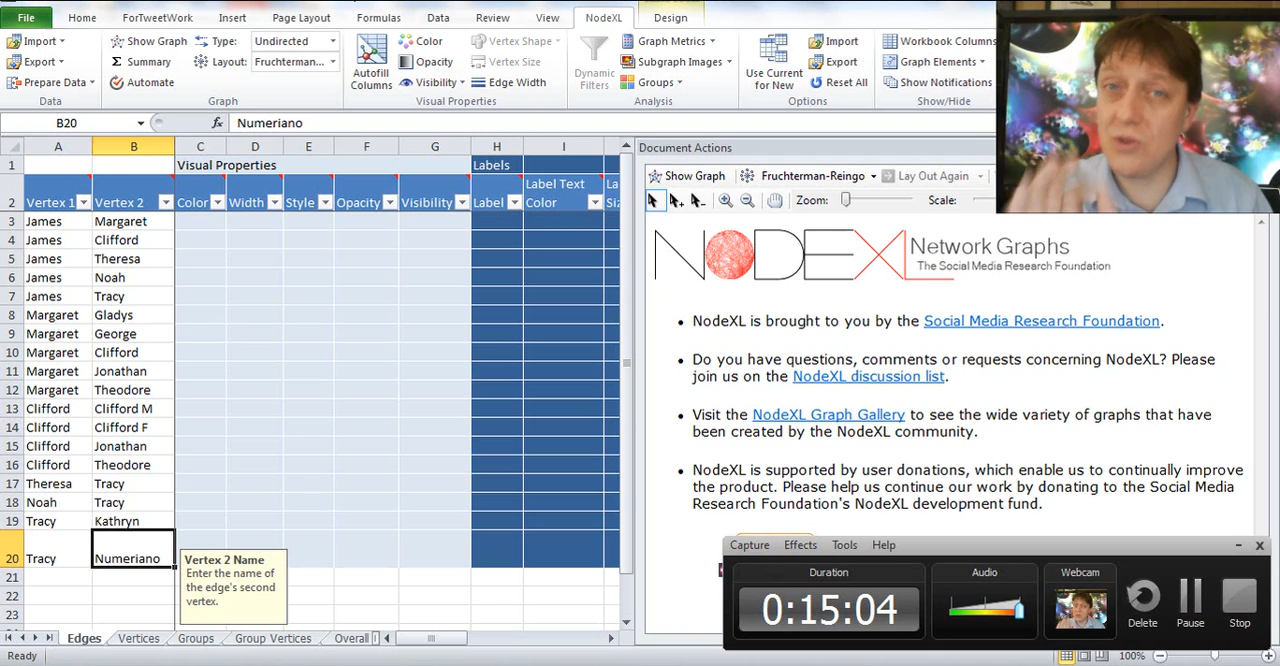 File Home ForTweetWork Insert Page Layout Formulas Data Review View NodeXL Design
Import Show Graph Type: Undirecte Color Vertex Shape Graph Metrics Import Workbook Columns
Export Summary Layout: Fruchterman... Opacity Vertex Size Subgraph Images Export Graph Elements
Prepare Data Automate Autofill Columns Visibility Edge Width Dynamic Filters Groups Use Current for New Reset All Show Notifications
Data Graph Visual Properties Analysis Options Show/Hide
B20 fx Numeriano
A B C D E F G H I
Document Actions
1 Visual Properties Labels
Show Graph Fruchterman-Reingo Lay Out Again
Label Text
2 Vertex 1 Vertex 2 Color Width Style Opacity Visibility Label Color
Zoom: Scale:
3 James Margaret
4 James Clifford
5 James Theresa
6 James Noah
7 James Tracy
8 Margaret Gladys
9 Margaret George
10 Margaret Clifford
11 Margaret Jonathan
12 Margaret Theodore
13 Clifford Clifford M
14 Clifford Clifford F
15 Clifford Jonathan
16 Clifford Theodore
17 Theresa Tracy
18 Noah Tracy
19 Tracy Kathryn
20 Tracy Numeriano
21
22
23
Vertex 2 Name
Enter the name of
the edge's second
vertex.
NODEXL Network Graphs
The Social Media Research Foundation
• NodeXL is brought to you by the Social Media Research Foundation.
• Do you have questions, comments or requests concerning NodeXL? Please
join us on the NodeXL discussion list.
• Visit the NodeXL Graph Gallery to see the wide variety of graphs that have
been created by the NodeXL community.
• NodeXL is supported by user donations, which enable us to continually improve
the product. Please help us continue our work by donating to the Social Media
Research Foundation's NodeXL development fund.
Capture Effects Tools Help
Duration Audio Webcam
0:15:04
Delete Pause Stop
Edges Vertices Groups Group Vertices Overall
Ready 100%